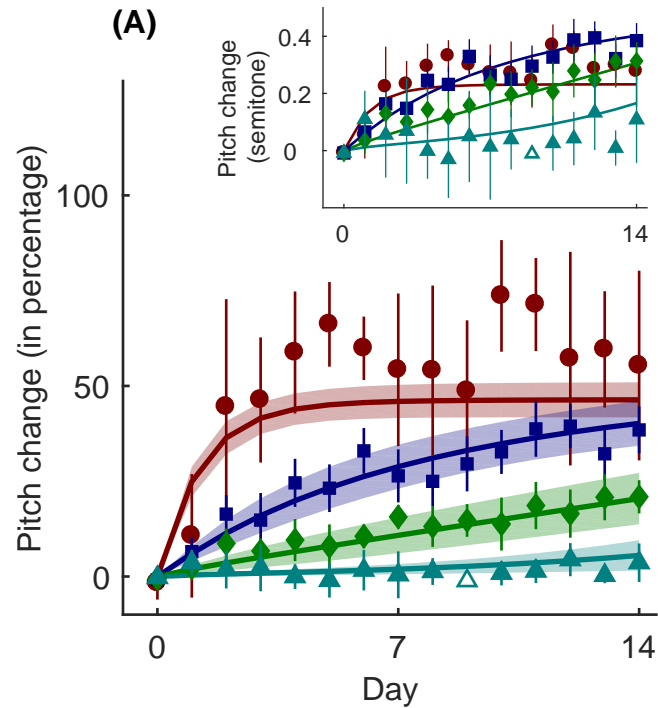 (A)
Pitch change
(semitone)
0.4
0.2
0
0
14
Pitch change (in percentage)
100
50
0
0
7
14
Day